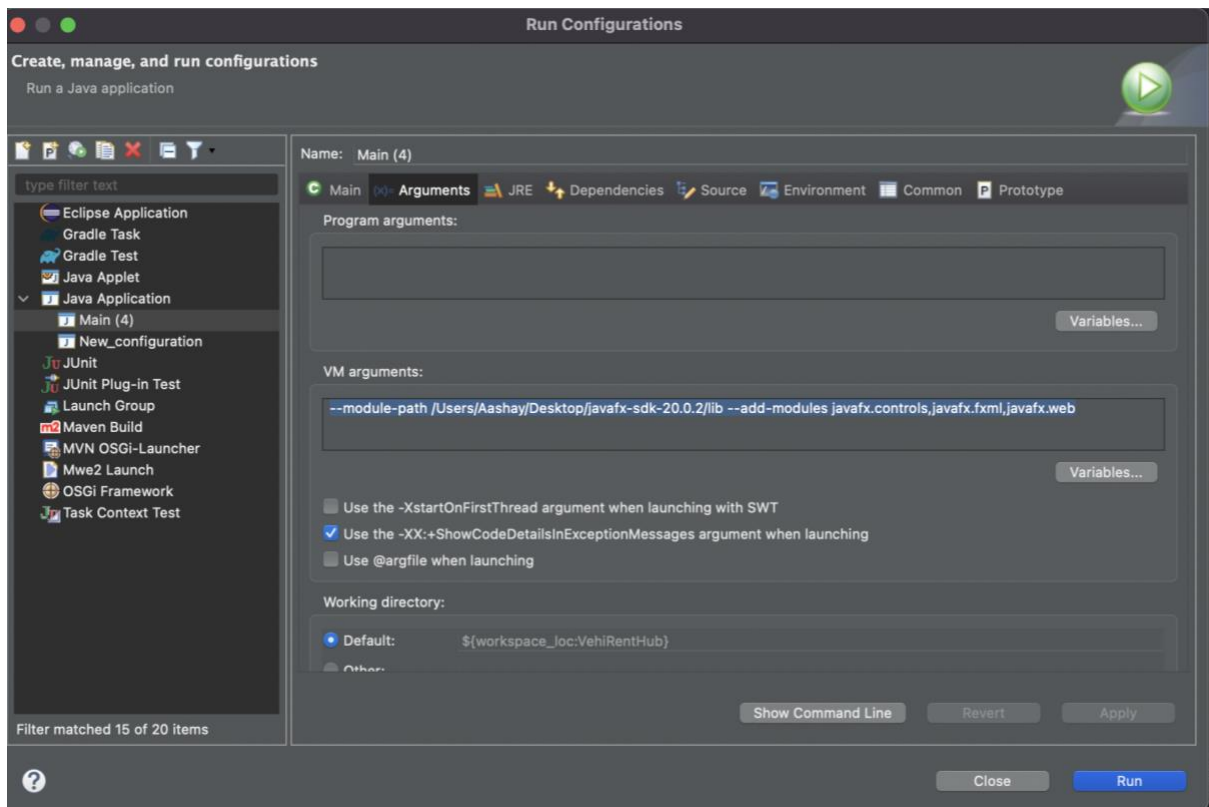 Run Configurations
Create, manage, and run configurations
Run a Java application
type filter text
Eclipse Application
Gradle Task
Gradle Test
Java Applet
Java Application
Main (4)
New_configuration
JUnit
JUnit Plug-in Test
Launch Group
Maven Build
MVN OSGi-Launcher
Mwe2 Launch
OSGi Framework
Task Context Test
Filter matched 15 of 20 items
Name: Main (4)
Main Arguments JRE Dependencies Source Environment Common Prototype
Program arguments:
Variables...
VM arguments:
--module-path /Users/Aashay/Desktop/javafx-sdk-20.0.2/lib --add-modules javafx.controls,javafx.fxml,javafx.web
Variables...
Use the -XstartOnFirstThread argument when launching with SWT
Use the -XX:+ShowCodeDetailsInExceptionMessages argument when launching
Use @argfile when launching
Working directory:
Default: ${workspace_loc:VehiRentHub}
Other:
Show Command Line Revert Apply
Close Run